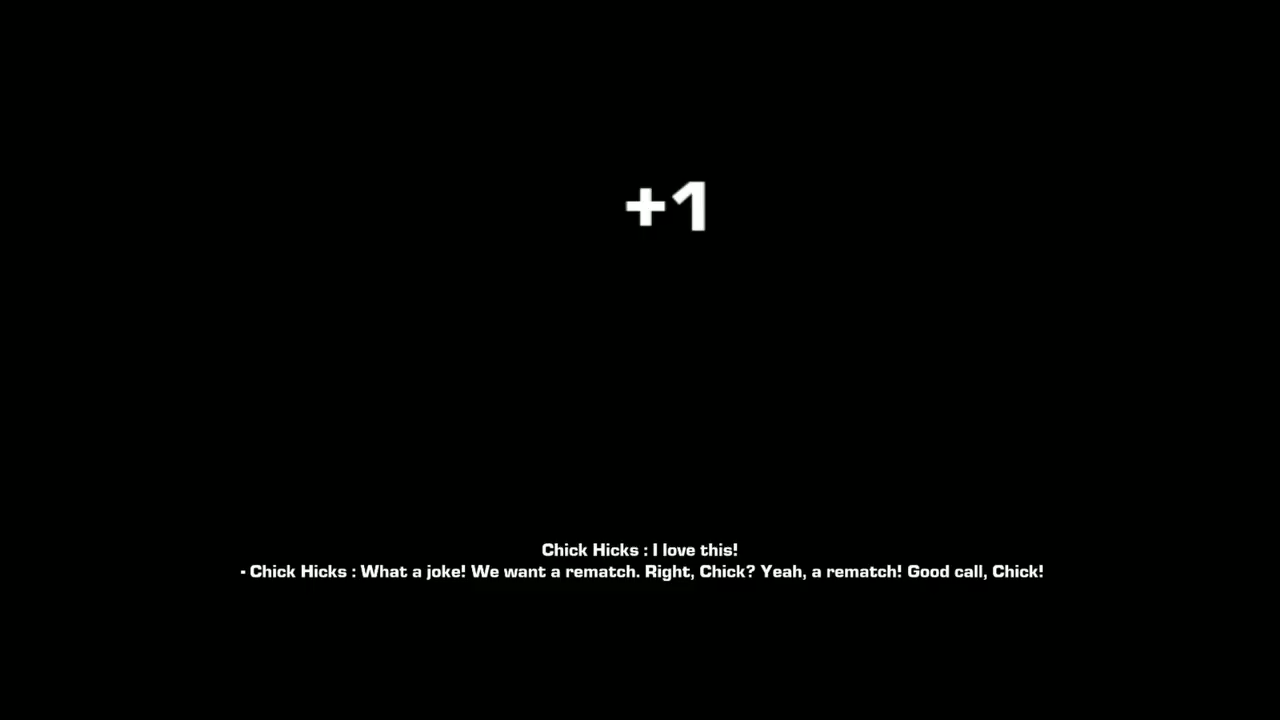 +1
Chick Hicks : I love this!
- Chick Hicks : What a joke! We want a rematch. Right, Chick? Yeah, a rematch! Good call, Chick!